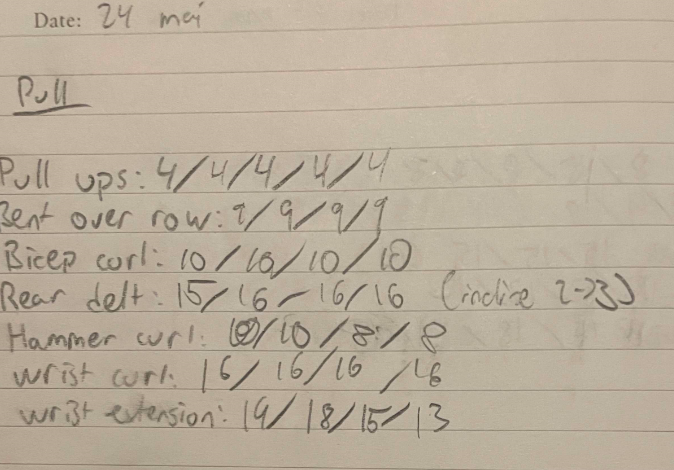 Date: 24 mei
Pull
Pull ups: 4/4/4/4/4
Bent over row: 9/9/9/9
Bicep curl: 10/10/10/10
Rear delt: 15/16-16/16 (incline 2->3)
Hammer curl: 10/10/8/8
wrist curl: 16/16/16/16
wrist extension: 19/18/15/13